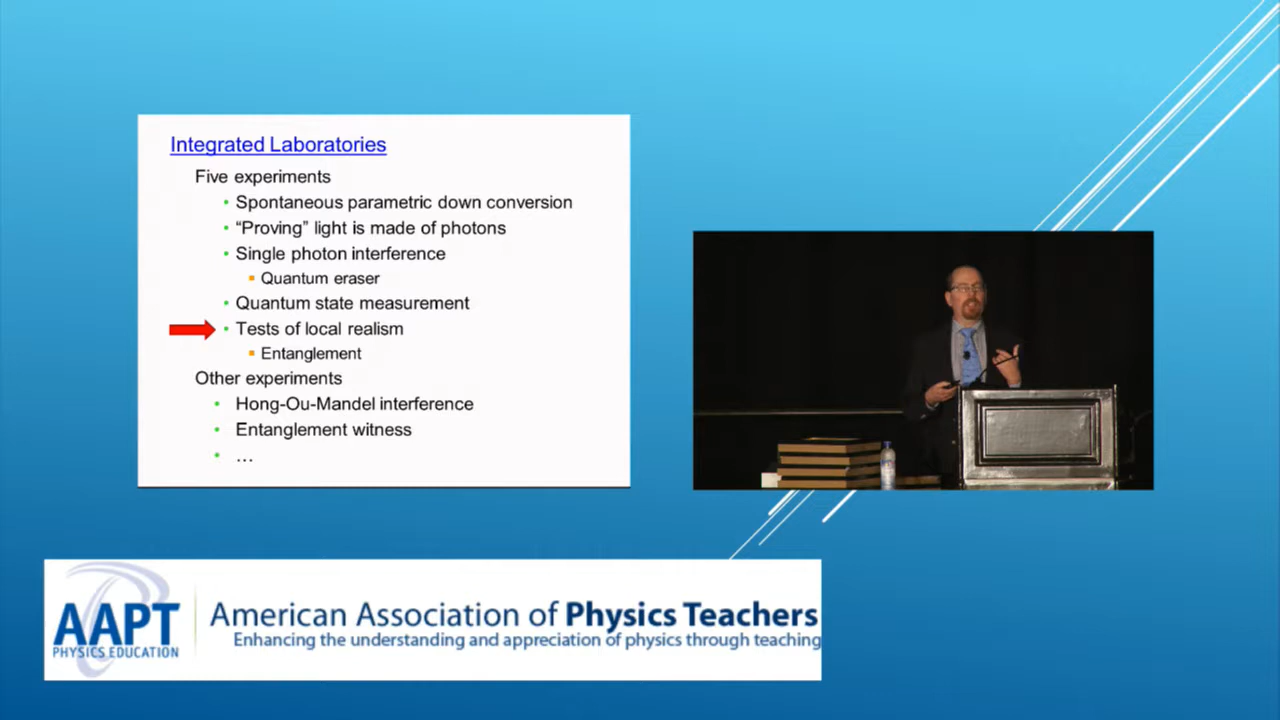 Integrated Laboratories
Five experiments
• Spontaneous parametric down conversion
• “Proving” light is made of photons
• Single photon interference
▪ Quantum eraser
• Quantum state measurement
• Tests of local realism
▪ Entanglement
Other experiments
• Hong-Ou-Mandel interference
• Entanglement witness
• …
AAPT
PHYSICS EDUCATION
American Association of Physics Teachers
Enhancing the understanding and appreciation of physics through teaching